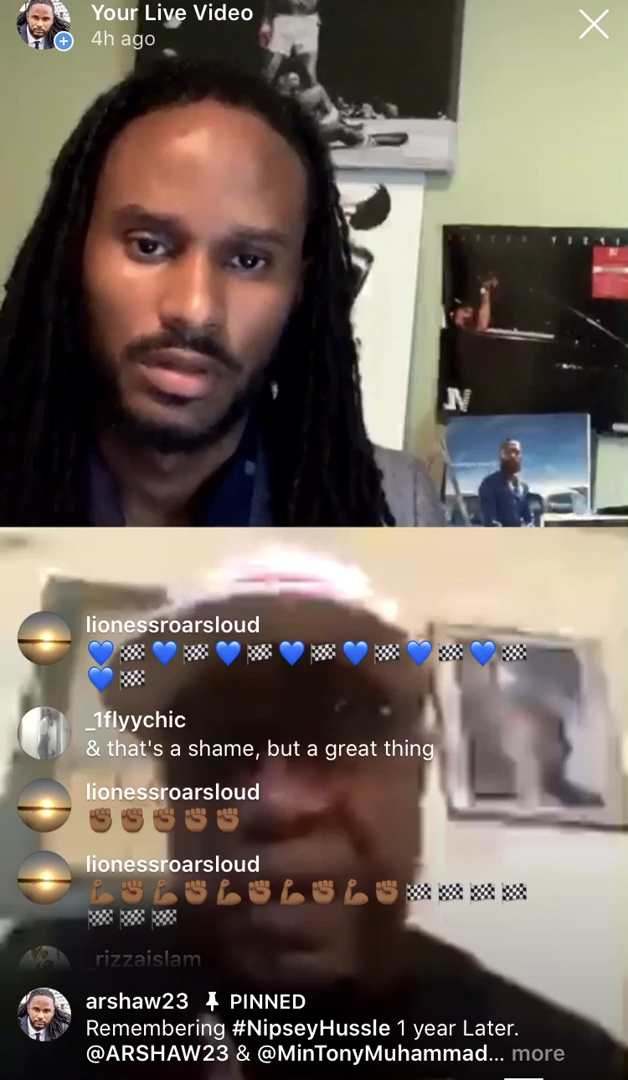 Your Live Video
4h ago
lionessroarsloud
💙🏁💙🏁💙🏁💙🏁💙🏁💙🏁💙🏁
💙🏁
_1flyychic
& that's a shame, but a great thing
lionessroarsloud
✊🏾✊🏾✊🏾✊🏾✊🏾
lionessroarsloud
💪🏾✊🏾💪🏾✊🏾💪🏾✊🏾💪🏾✊🏾💪🏾✊🏾🏁🏁🏁🏁
🏁🏁🏁
_rizzaislam
arshaw23 📌 PINNED
Remembering #NipseyHussle 1 year Later.
@ARSHAW23 & @MinTonyMuhammad... more